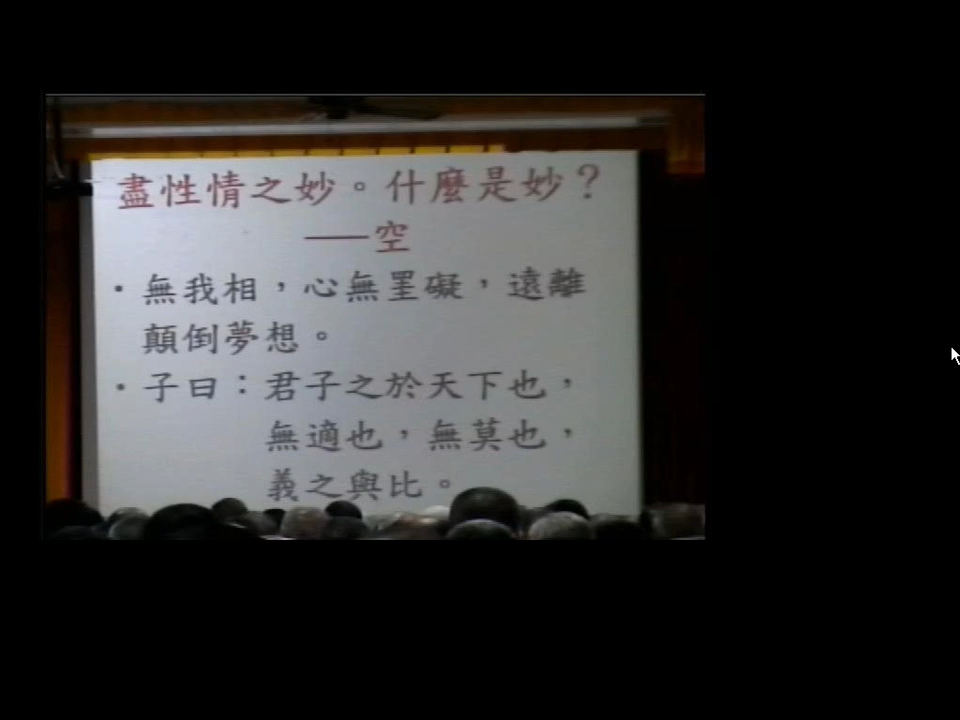 盡性情之妙。什麼是妙?
——空
•無我相,心無罣礙,遠離
顛倒夢想。
•子曰:君子之於天下也,
無適也,無莫也,
義之與比。